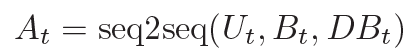 A_t = seq2seq(U_t, B_t, DB_t)